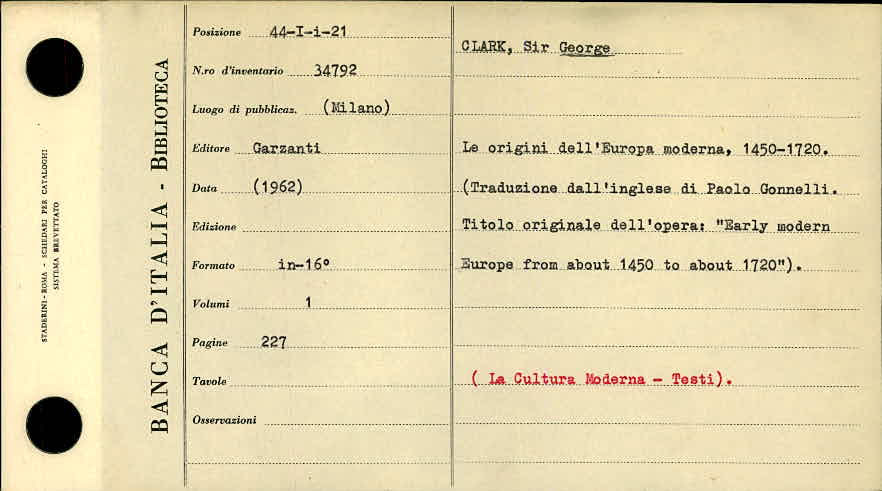 STADERINI-ROMA - SCHEDARI PER CATALOGHI
SISTEMA BREVETTATO
BANCA D'ITALIA - BIBLIOTECA
Posizione 44-I-i-21
N.ro d'inventario 34792
Luogo di pubblicaz. (Milano)
Editore Garzanti
Data (1962)
Edizione
Formato in-16°
Volumi 1
Pagine 227
Tavole
Osservazioni
CLARK, Sir George
Le origini dell'Europa moderna, 1450-1720.
(Traduzione dall'inglese di Paolo Gonnelli.
Titolo originale dell'opera: "Early modern
Europe from about 1450 to about 1720").
( La Cultura Moderna - Testi).